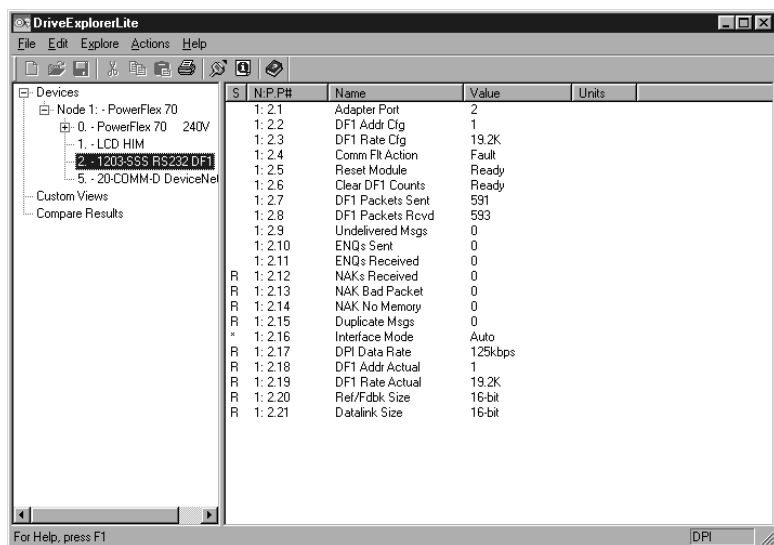 DriveExplorerLite
File Edit Explore Actions Help
Devices
Node 1: - PowerFlex 70
0. - PowerFlex 70 240V
1. - LCD HIM
2. - 1203-SSS RS232 DF1
5. - 20-COMM-D DeviceNet
Custom Views
Compare Results
S N:P.P# Name Value Units
1: 2.1 Adapter Port 2
1: 2.2 DF1 Addr Cfg 1
1: 2.3 DF1 Rate Cfg 19.2K
1: 2.4 Comm Flt Action Fault
1: 2.5 Reset Module Ready
1: 2.6 Clear DF1 Counts Ready
1: 2.7 DF1 Packets Sent 591
1: 2.8 DF1 Packets Rcvd 593
1: 2.9 Undelivered Msgs 0
1: 2.10 ENQs Sent 0
1: 2.11 ENQs Received 0
R 1: 2.12 NAKs Received 0
R 1: 2.13 NAK Bad Packet 0
R 1: 2.14 NAK No Memory 0
R 1: 2.15 Duplicate Msgs 0
* 1: 2.16 Interface Mode Auto
R 1: 2.17 DPI Data Rate 125kbps
R 1: 2.18 DF1 Addr Actual 1
R 1: 2.19 DF1 Rate Actual 19.2K
R 1: 2.20 Ref/Fdbk Size 16-bit
R 1: 2.21 Datalink Size 16-bit
For Help, press F1
DPI